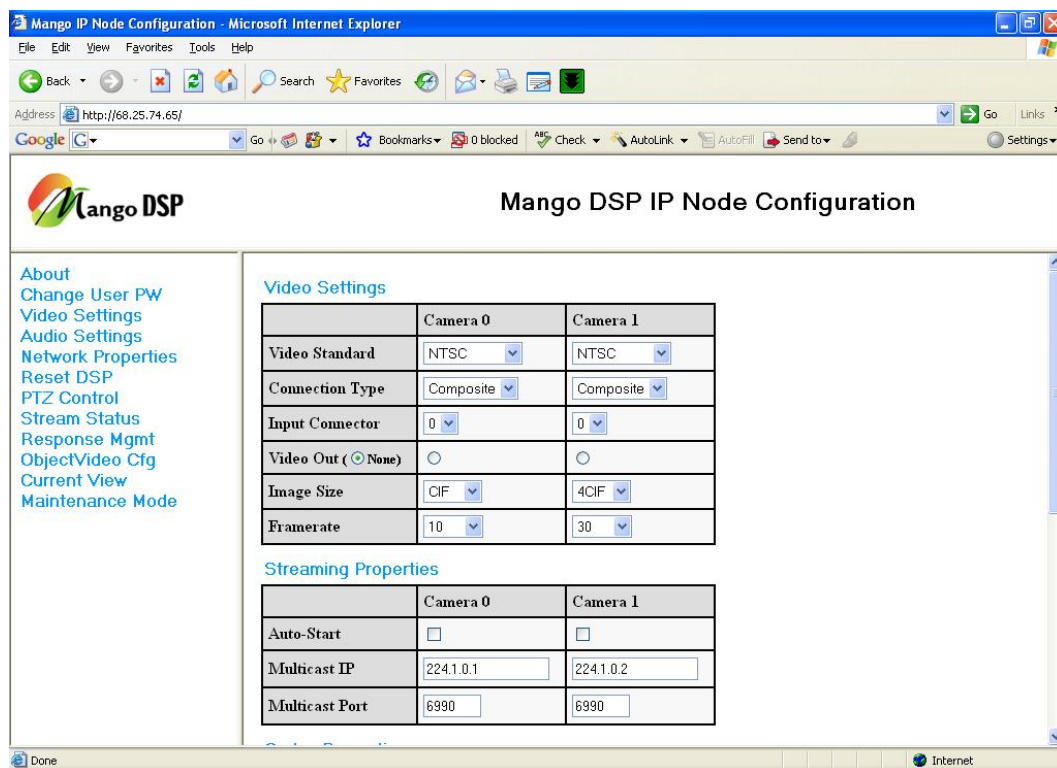 Mango IP Node Configuration - Microsoft Internet Explorer
File Edit View Favorites Tools Help
Back Search Favorites
Address http://68.25.74.65/ Go Links
Google G Go Bookmarks 0 blocked ABC Check AutoLink AutoFill Send to Settings
Mango DSP
Mango DSP IP Node Configuration
About
Change User PW
Video Settings
Audio Settings
Network Properties
Reset DSP
PTZ Control
Stream Status
Response Mgmt
ObjectVideo Cfg
Current View
Maintenance Mode
Video Settings
Camera 0 Camera 1
Video Standard NTSC NTSC
Connection Type Composite Composite
Input Connector 0 0
Video Out ( None)
Image Size CIF 4CIF
Framerate 10 30
Streaming Properties
Camera 0 Camera 1
Auto-Start
Multicast IP 224.1.0.1 224.1.0.2
Multicast Port 6990 6990
Done Internet